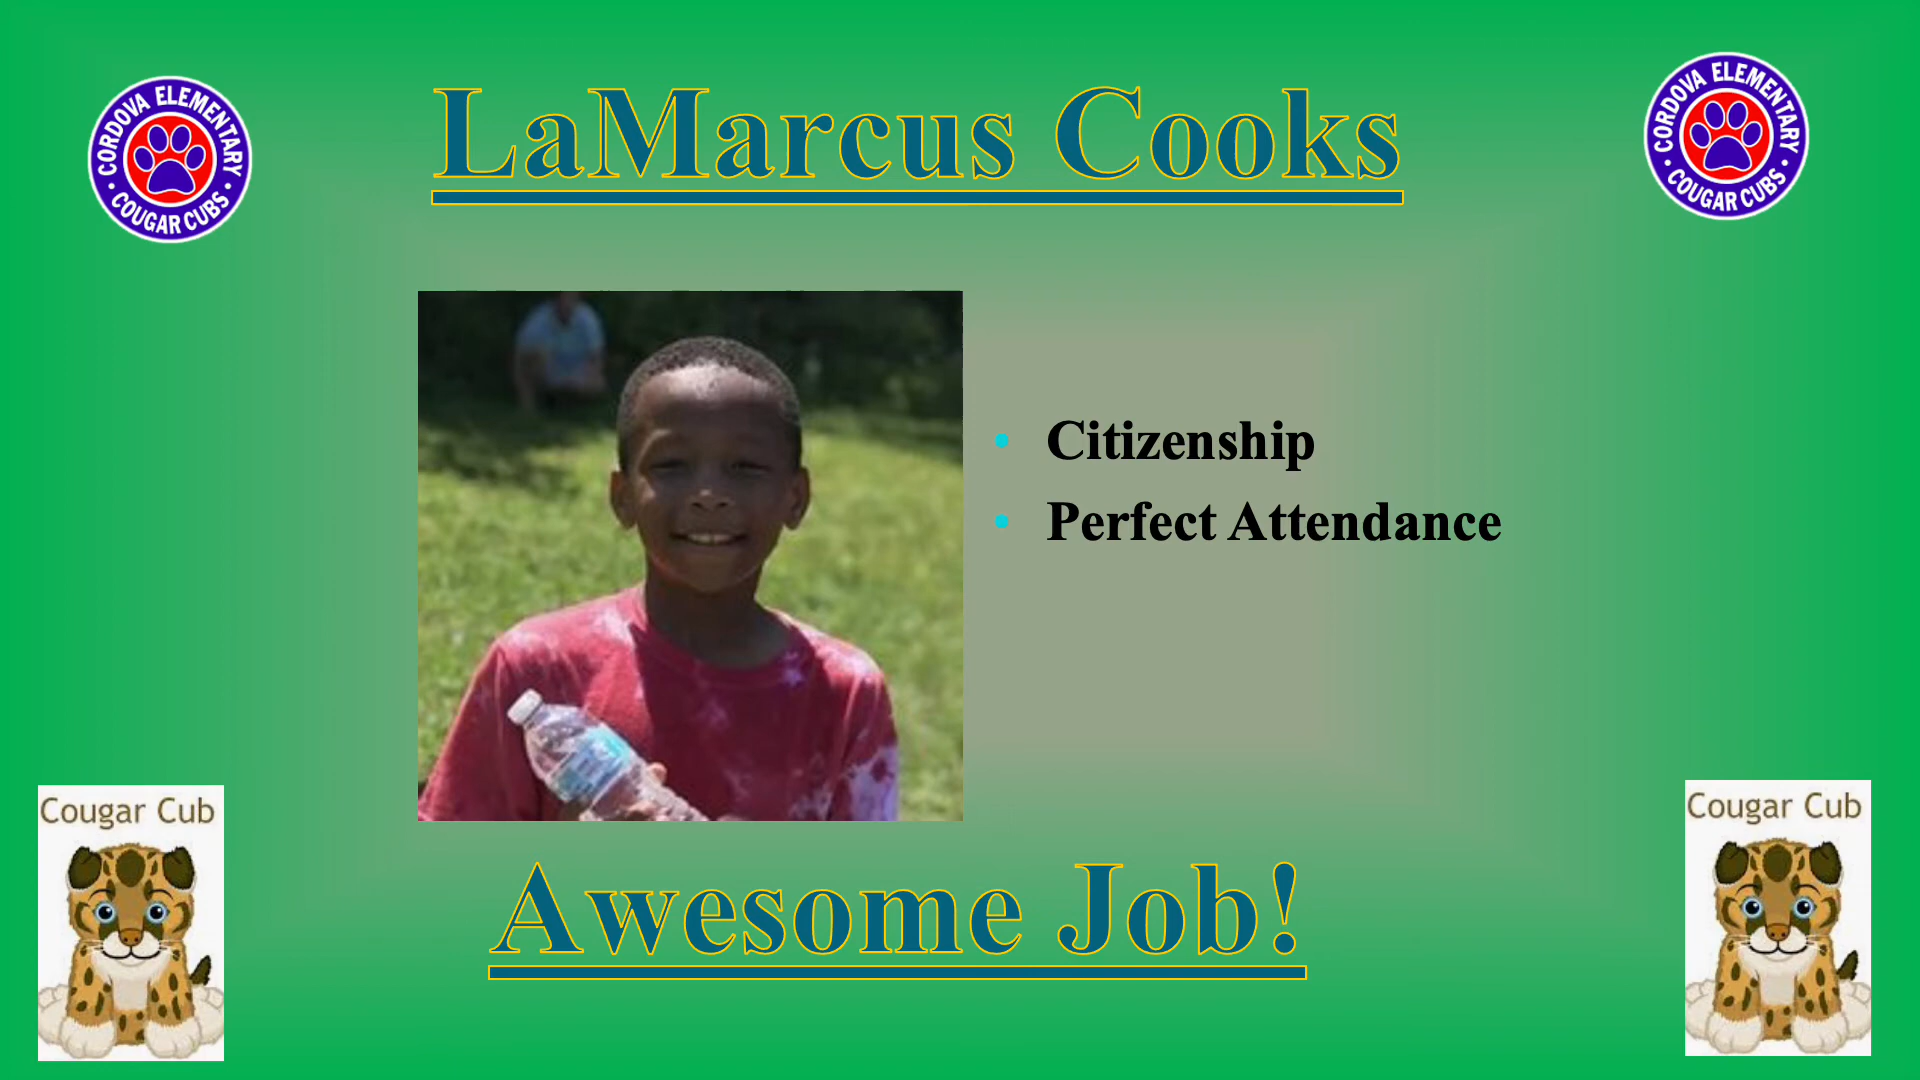 CORDOVA ELEMENTARY
• COUGAR CUBS •
LaMarcus Cooks
CORDOVA ELEMENTARY
• COUGAR CUBS •
• Citizenship
• Perfect Attendance
Cougar Cub
Cougar Cub
Awesome Job!